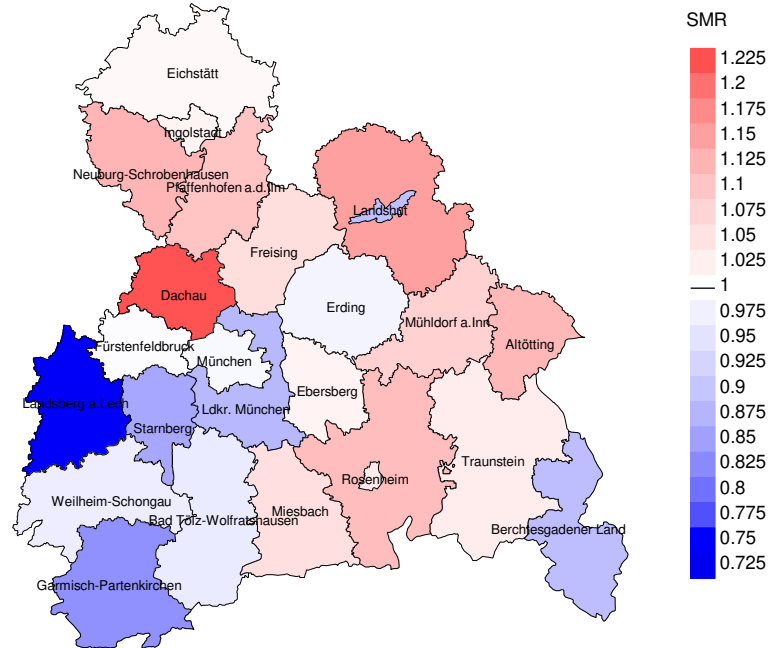 SMR
Eichstätt
Ingolstadt
Neuburg-Schrobenhausen
Pfaffenhofen a.d.Ilm
Landshut
Freising
Dachau
Erding
Mühldorf a.Inn
Altötting
Fürstenfeldbruck
München
Ebersberg
Landsberg a.Lech
Ldkr. München
Starnberg
Traunstein
Rosenheim
Weilheim-Schongau
Miesbach
Bad Tölz-Wolfratshausen
Berchtesgadener Land
Garmisch-Partenkirchen
1.225
1.2
1.175
1.15
1.125
1.1
1.075
1.05
1.025
1
0.975
0.95
0.925
0.9
0.875
0.85
0.825
0.8
0.775
0.75
0.725